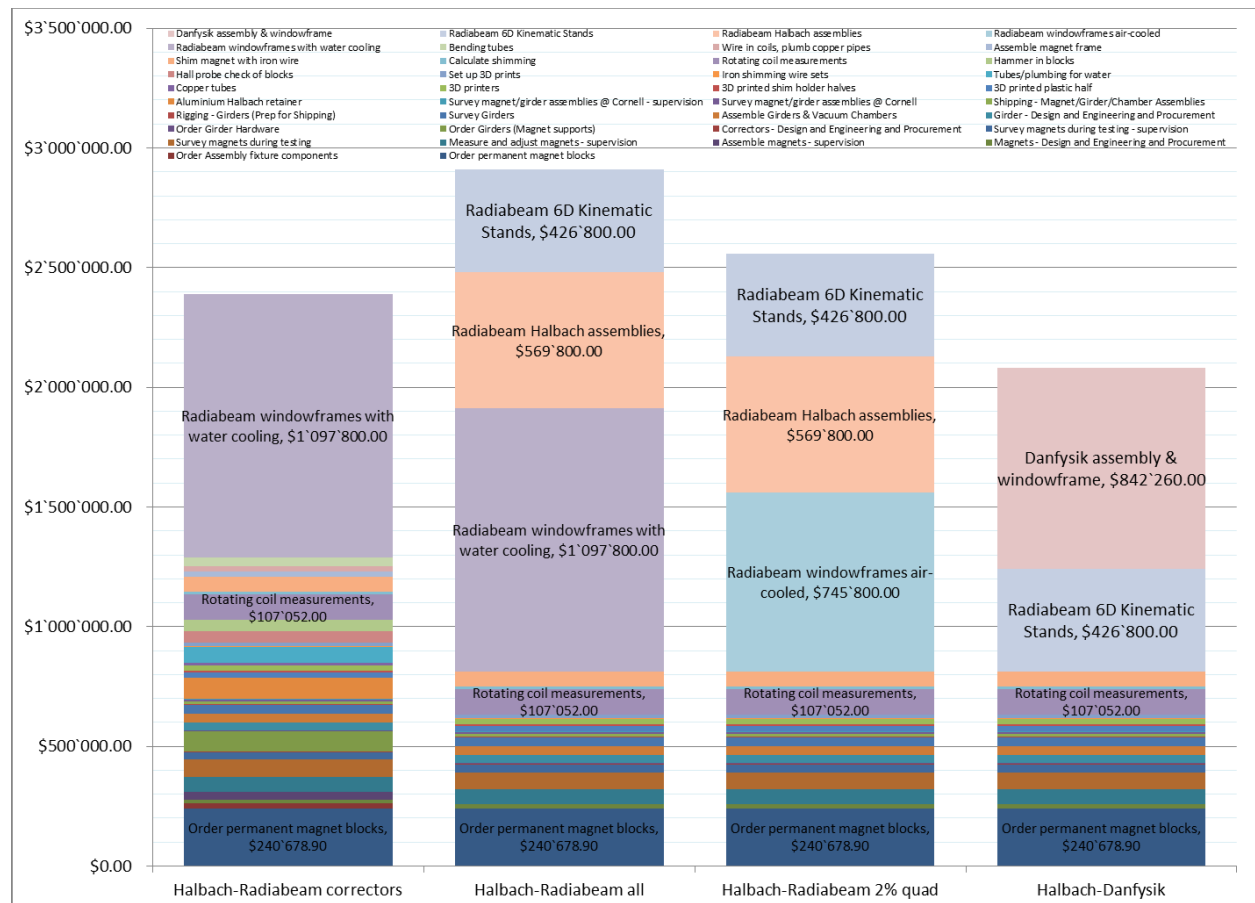 $3`500`000.00
Danfysik assembly & windowframe
Radiabeam 6D Kinematic Stands
Radiabeam Halbach assemblies
Radiabeam windowframes air-cooled
Radiabeam windowframes with water cooling
Bending tubes
Wire in coils, plumb copper pipes
Assemble magnet frame
Shim magnet with iron wire
Calculate shimming
Rotating coil measurements
Hammer in blocks
Hall probe check of blocks
Set up 3D prints
Iron shimming wire sets
Tubes/plumbing for water
Copper tubes
3D printers
3D printed shim holder halves
3D printed plastic half
Aluminium Halbach retainer
Survey magnet/girder assemblies @ Cornell - supervision
Survey magnet/girder assemblies @ Cornell
Shipping - Magnet/Girder/Chamber Assemblies
Rigging - Girders (Prep for Shipping)
Survey Girders
Assemble Girders & Vacuum Chambers
Girder - Design and Engineering and Procurement
Order Girder Hardware
Order Girders (Magnet supports)
Correctors - Design and Engineering and Procurement
Survey magnets during testing - supervision
Survey magnets during testing
Measure and adjust magnets - supervision
Assemble magnets - supervision
Magnets - Design and Engineering and Procurement
Order Assembly fixture components
Order permanent magnet blocks
$3`000`000.00
$2`500`000.00
$2`000`000.00
$1`500`000.00
$1`000`000.00
$500`000.00
$0.00
Radiabeam windowframes with
water cooling, $1`097`800.00
Rotating coil measurements,
$107`052.00
Order permanent magnet blocks,
$240`678.90
Radiabeam 6D Kinematic
Stands, $426`800.00
Radiabeam Halbach assemblies,
$569`800.00
Radiabeam windowframes with
water cooling, $1`097`800.00
Rotating coil measurements,
$107`052.00
Order permanent magnet blocks,
$240`678.90
Radiabeam 6D Kinematic
Stands, $426`800.00
Radiabeam Halbach assemblies,
$569`800.00
Radiabeam windowframes air-
cooled, $745`800.00
Rotating coil measurements,
$107`052.00
Order permanent magnet blocks,
$240`678.90
Danfysik assembly &
windowframe, $842`260.00
Radiabeam 6D Kinematic
Stands, $426`800.00
Rotating coil measurements,
$107`052.00
Order permanent magnet blocks,
$240`678.90
Halbach-Radiabeam correctors
Halbach-Radiabeam all
Halbach-Radiabeam 2% quad
Halbach-Danfysik